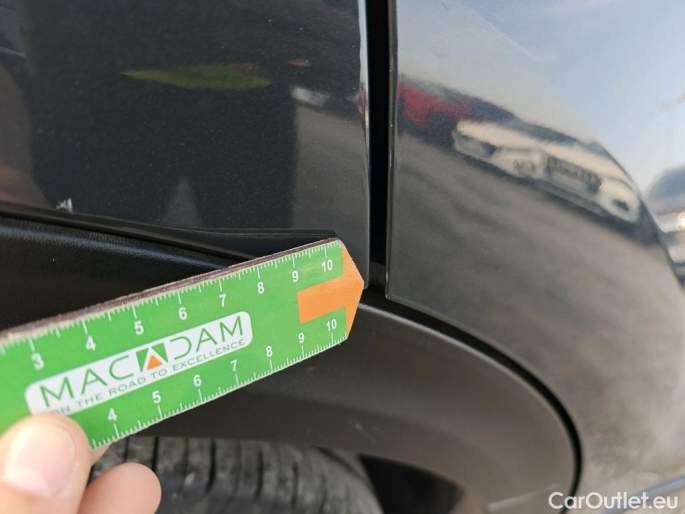 3 4 5 6 7 8 9 10
MACADAM
ON THE ROAD TO EXCELLENCE
4 5 6 7 8 9 10
CarOutlet.eu